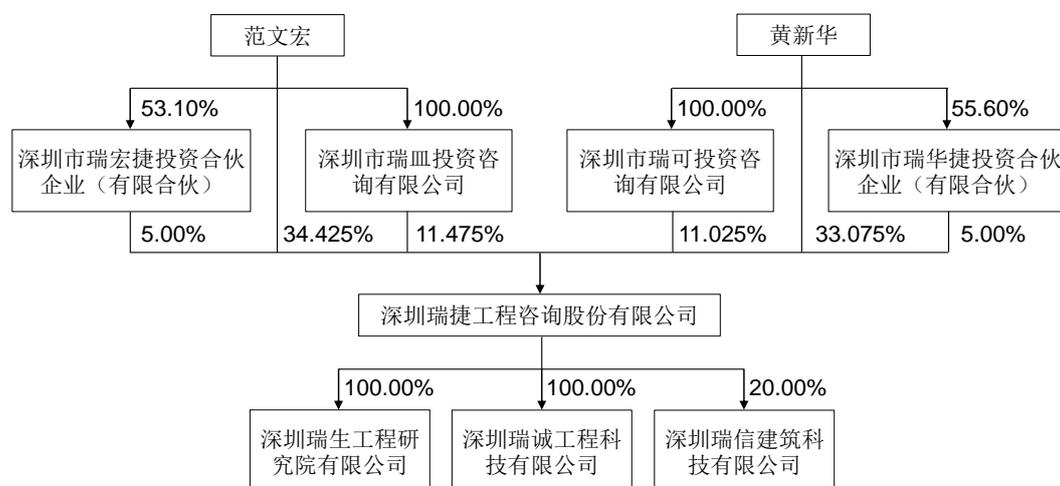 范文宏
黄新华
53.10%
100.00%
100.00%
55.60%
深圳市瑞宏捷投资合伙
企业（有限合伙）
深圳市瑞皿投资咨
询有限公司
深圳市瑞可投资咨
询有限公司
深圳市瑞华捷投资合伙
企业（有限合伙）
5.00%
34.425%
11.475%
11.025%
33.075%
5.00%
深圳瑞捷工程咨询股份有限公司
100.00%
100.00%
20.00%
深圳瑞生工程研
究院有限公司
深圳瑞诚工程科
技有限公司
深圳瑞信建筑科
技有限公司